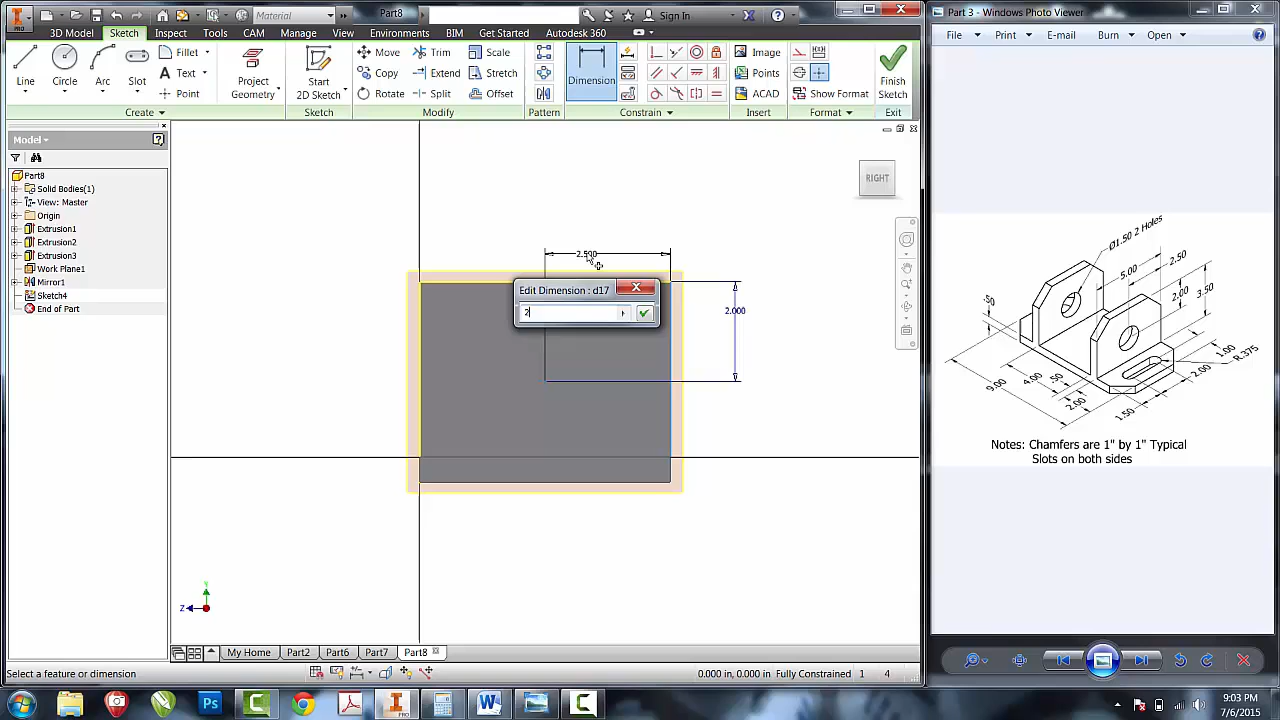 Material
Part8
Sign In
Part 3 - Windows Photo Viewer
PRO
3D Model
Sketch
Inspect
Tools
CAM
Manage
View
Environments
BIM
Get Started
Autodesk 360
File
Print
E-mail
Burn
Open
Line
Circle
Arc
Slot
Fillet
Text
Point
Project
Geometry
Start
2D Sketch
Move
Copy
Rotate
Trim
Extend
Split
Scale
Stretch
Offset
Dimension
Image
Points
ACAD
Show Format
Finish
Sketch
Create
Sketch
Modify
Pattern
Constrain
Insert
Format
Exit
Model
Part8
Solid Bodies(1)
View: Master
Origin
Extrusion1
Extrusion2
Extrusion3
Work Plane1
Mirror1
Sketch4
End of Part
RIGHT
2.500
Edit Dimension : d17
2
2.000
Y
Z
Ø1.50 2 Holes
2.50
5.00
2.00
3.50
.50
1.00
R.375
9.00
4.00
.50
2.00
2.00
1.50
Notes: Chamfers are 1" by 1" Typical
Slots on both sides
My Home
Part2
Part6
Part7
Part8
Select a feature or dimension
0.000 in, 0.000 in
Fully Constrained
1
4
Ps
PRO
9:03 PM
7/6/2015